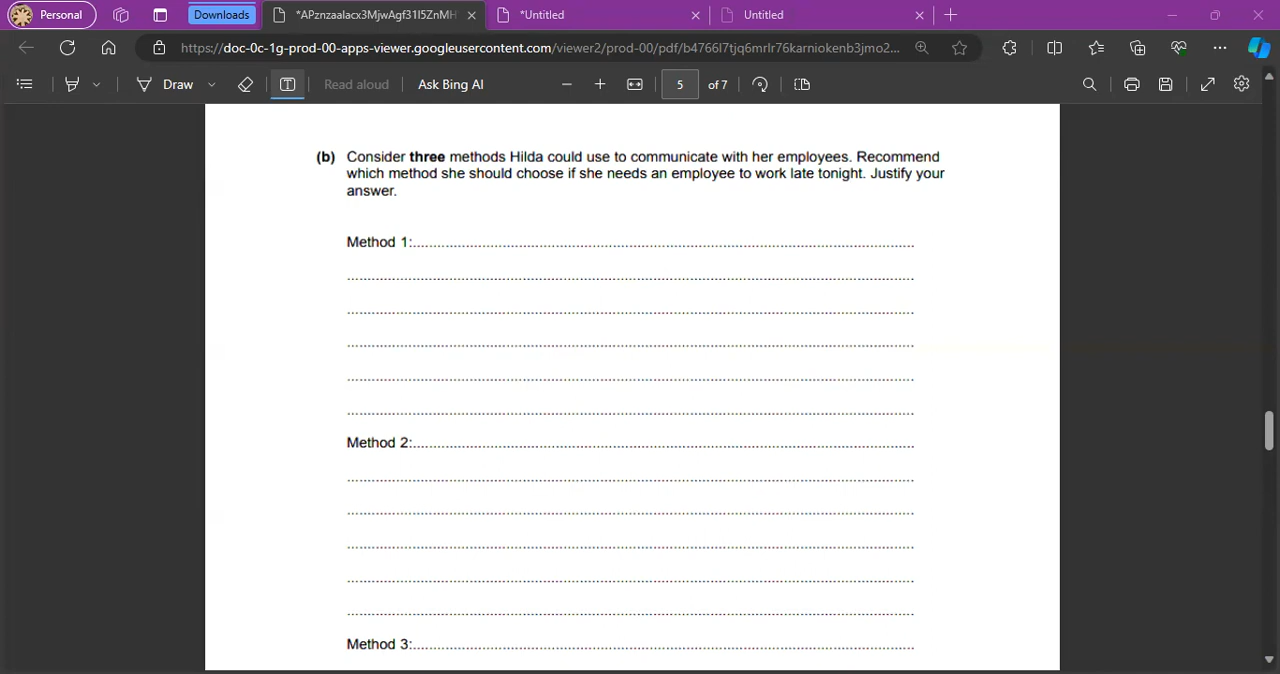 Personal
Downloads
*APznzaalacx3MjwAgf31I5ZnMH
*Untitled
Untitled
https://doc-0c-1g-prod-00-apps-viewer.googleusercontent.com/viewer2/prod-00/pdf/b4766l7tjq6mrlr76karniokenb3jmo2...
Draw
Read aloud
Ask Bing AI
5 of 7
(b) Consider three methods Hilda could use to communicate with her employees. Recommend
which method she should choose if she needs an employee to work late tonight. Justify your
answer.
Method 1:
Method 2:
Method 3: